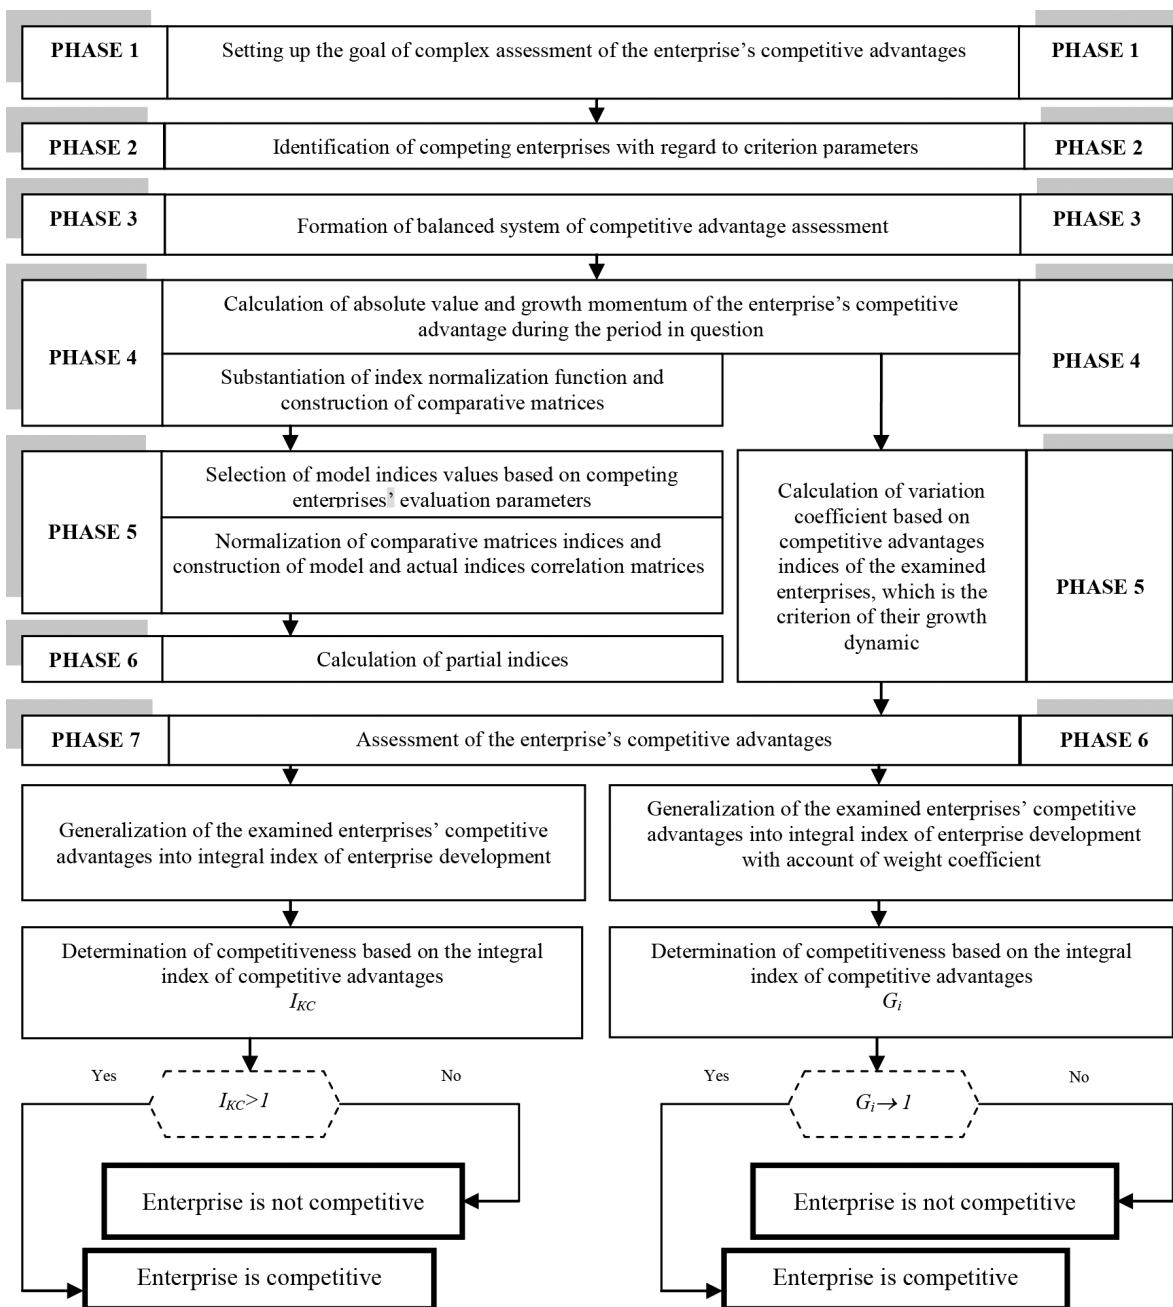 PHASE 1
Setting up the goal of complex assessment of the enterprise’s competitive advantages
PHASE 1
PHASE 2
Identification of competing enterprises with regard to criterion parameters
PHASE 2
PHASE 3
Formation of balanced system of competitive advantage assessment
PHASE 3
PHASE 4
Calculation of absolute value and growth momentum of the enterprise’s competitive
advantage during the period in question
PHASE 4
Substantiation of index normalization function and
construction of comparative matrices
PHASE 5
Selection of model indices values based on competing
enterprises’ evaluation parameters
Normalization of comparative matrices indices and
construction of model and actual indices correlation matrices
Calculation of variation
coefficient based on
competitive advantages
indices of the examined
enterprises, which is the
criterion of their growth
dynamic
PHASE 5
PHASE 6
Calculation of partial indices
PHASE 7
Assessment of the enterprise’s competitive advantages
PHASE 6
Generalization of the examined enterprises’ competitive
advantages into integral index of enterprise development
Generalization of the examined enterprises’ competitive
advantages into integral index of enterprise development
with account of weight coefficient
Determination of competitiveness based on the integral
index of competitive advantages
I_KC
Determination of competitiveness based on the integral
index of competitive advantages
G_i
Yes
I_KC>1
No
Yes
G_i→1
No
Enterprise is not competitive
Enterprise is not competitive
Enterprise is competitive
Enterprise is competitive